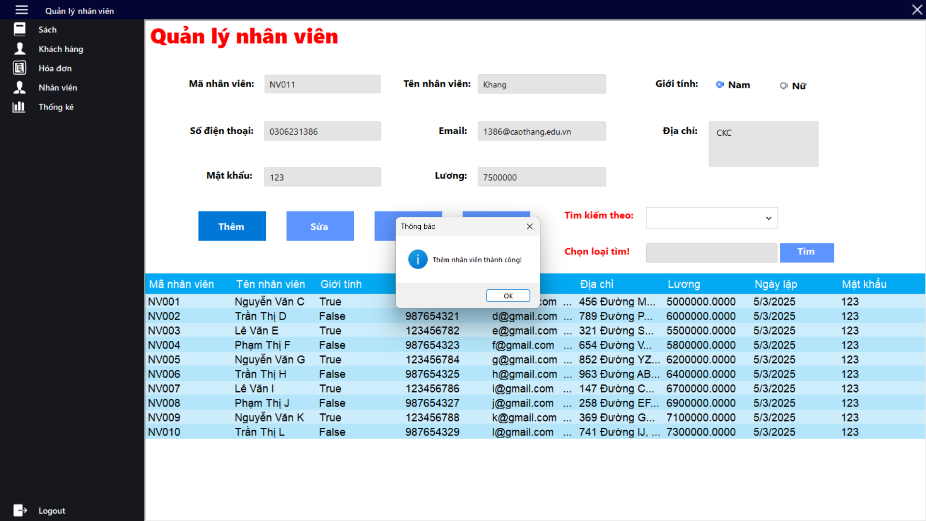 Quản lý nhân viên
Sách
Khách hàng
Hóa đơn
Nhân viên
Thống kê
Logout
Quản lý nhân viên
Mã nhân viên: NV011 Tên nhân viên: Khang Giới tính: Nam Nữ
Số điện thoại: 0306231386 Email: 1386@caothang.edu.vn Địa chỉ: CKC
Mật khẩu: 123 Lương: 7500000
Thêm Sửa
Tìm kiếm theo:
Chọn loại tìm! Tìm
Thông báo
Thêm nhân viên thành công!
OK
Mã nhân viên Tên nhân viên Giới tính Địa chỉ Lương Ngày lập Mật khẩu
NV001 Nguyễn Văn C True com ... 456 Đường M... 5000000.0000 5/3/2025 123
NV002 Trần Thị D False 987654321 d@gmail.com ... 789 Đường P... 6000000.0000 5/3/2025 123
NV003 Lê Văn E True 123456782 e@gmail.com ... 321 Đường S... 5500000.0000 5/3/2025 123
NV004 Phạm Thị F False 987654323 f@gmail.com ... 654 Đường V... 5800000.0000 5/3/2025 123
NV005 Nguyễn Văn G True 123456784 g@gmail.com ... 852 Đường YZ... 6200000.0000 5/3/2025 123
NV006 Trần Thị H False 987654325 h@gmail.com ... 963 Đường AB... 6400000.0000 5/3/2025 123
NV007 Lê Văn I True 123456786 i@gmail.com ... 147 Đường C... 6700000.0000 5/3/2025 123
NV008 Phạm Thị J False 987654327 j@gmail.com ... 258 Đường EF... 6900000.0000 5/3/2025 123
NV009 Nguyễn Văn K True 123456788 k@gmail.com ... 369 Đường G... 7100000.0000 5/3/2025 123
NV010 Trần Thị L False 987654329 l@gmail.com ... 741 Đường IJ, ... 7300000.0000 5/3/2025 123